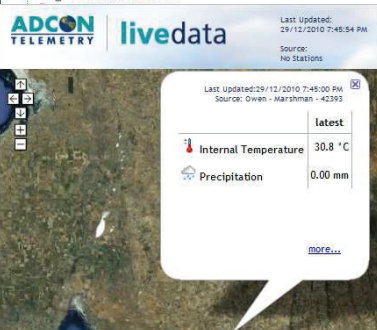 ADCON
TELEMETRY
livedata
Last Updated:
29/12/2010 7:45:54 PM
Source:
No Stations
Last Updated:29/12/2010 7:45:00 PM
Source: Owen - Marshman - 42393
latest
Internal Temperature 30.8 °C
Precipitation 0.00 mm
more...